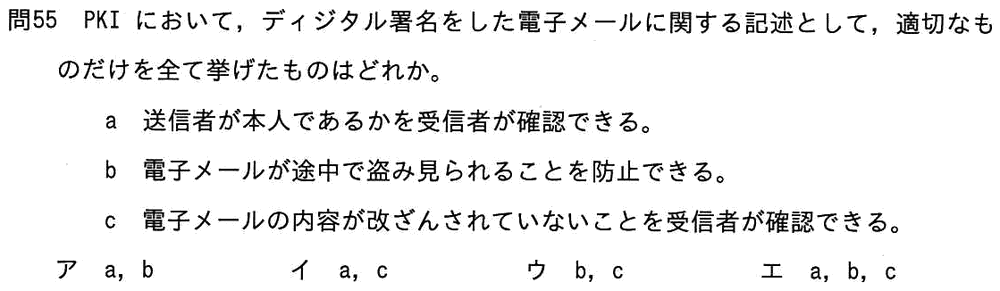 問55 PKI において，ディジタル署名をした電子メールに関する記述として，適切なも
のだけを全て挙げたものはどれか。
a 送信者が本人であるかを受信者が確認できる。
b 電子メールが途中で盗み見られることを防止できる。
c 電子メールの内容が改ざんされていないことを受信者が確認できる。
ア a, b イ a, c ウ b, c エ a, b, c